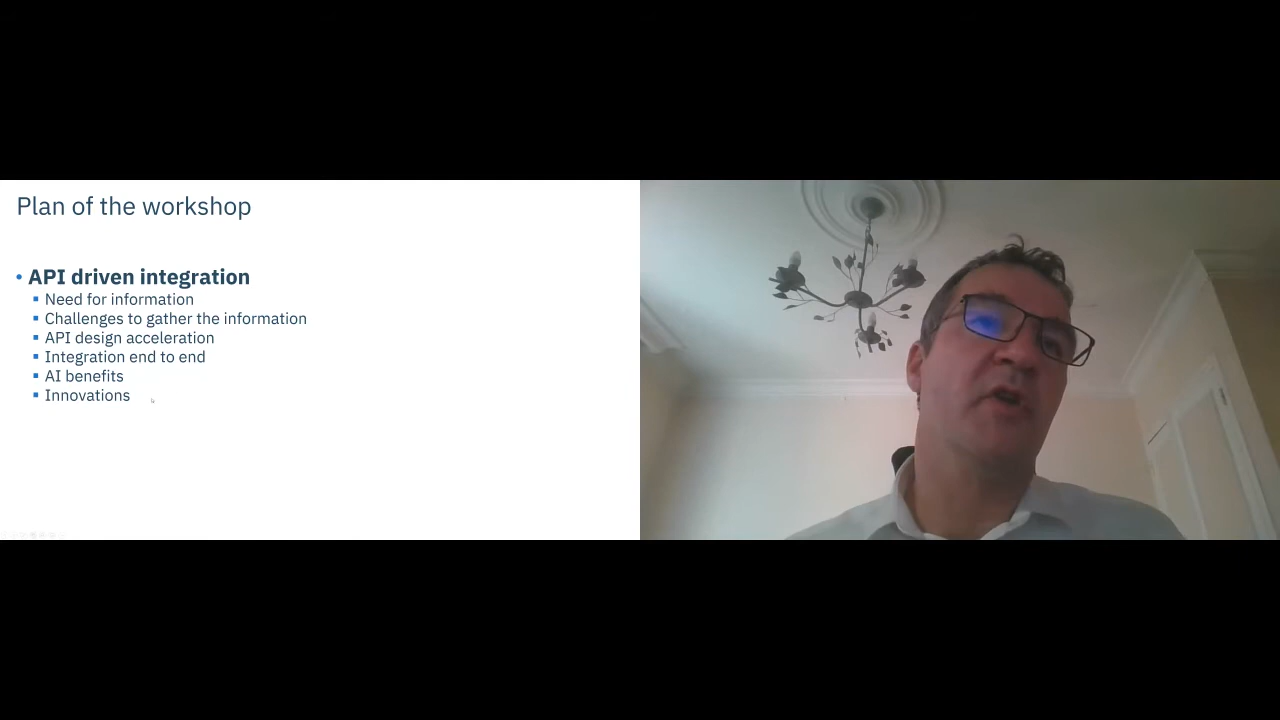 Plan of the workshop
• API driven integration
▪ Need for information
▪ Challenges to gather the information
▪ API design acceleration
▪ Integration end to end
▪ AI benefits
▪ Innovations